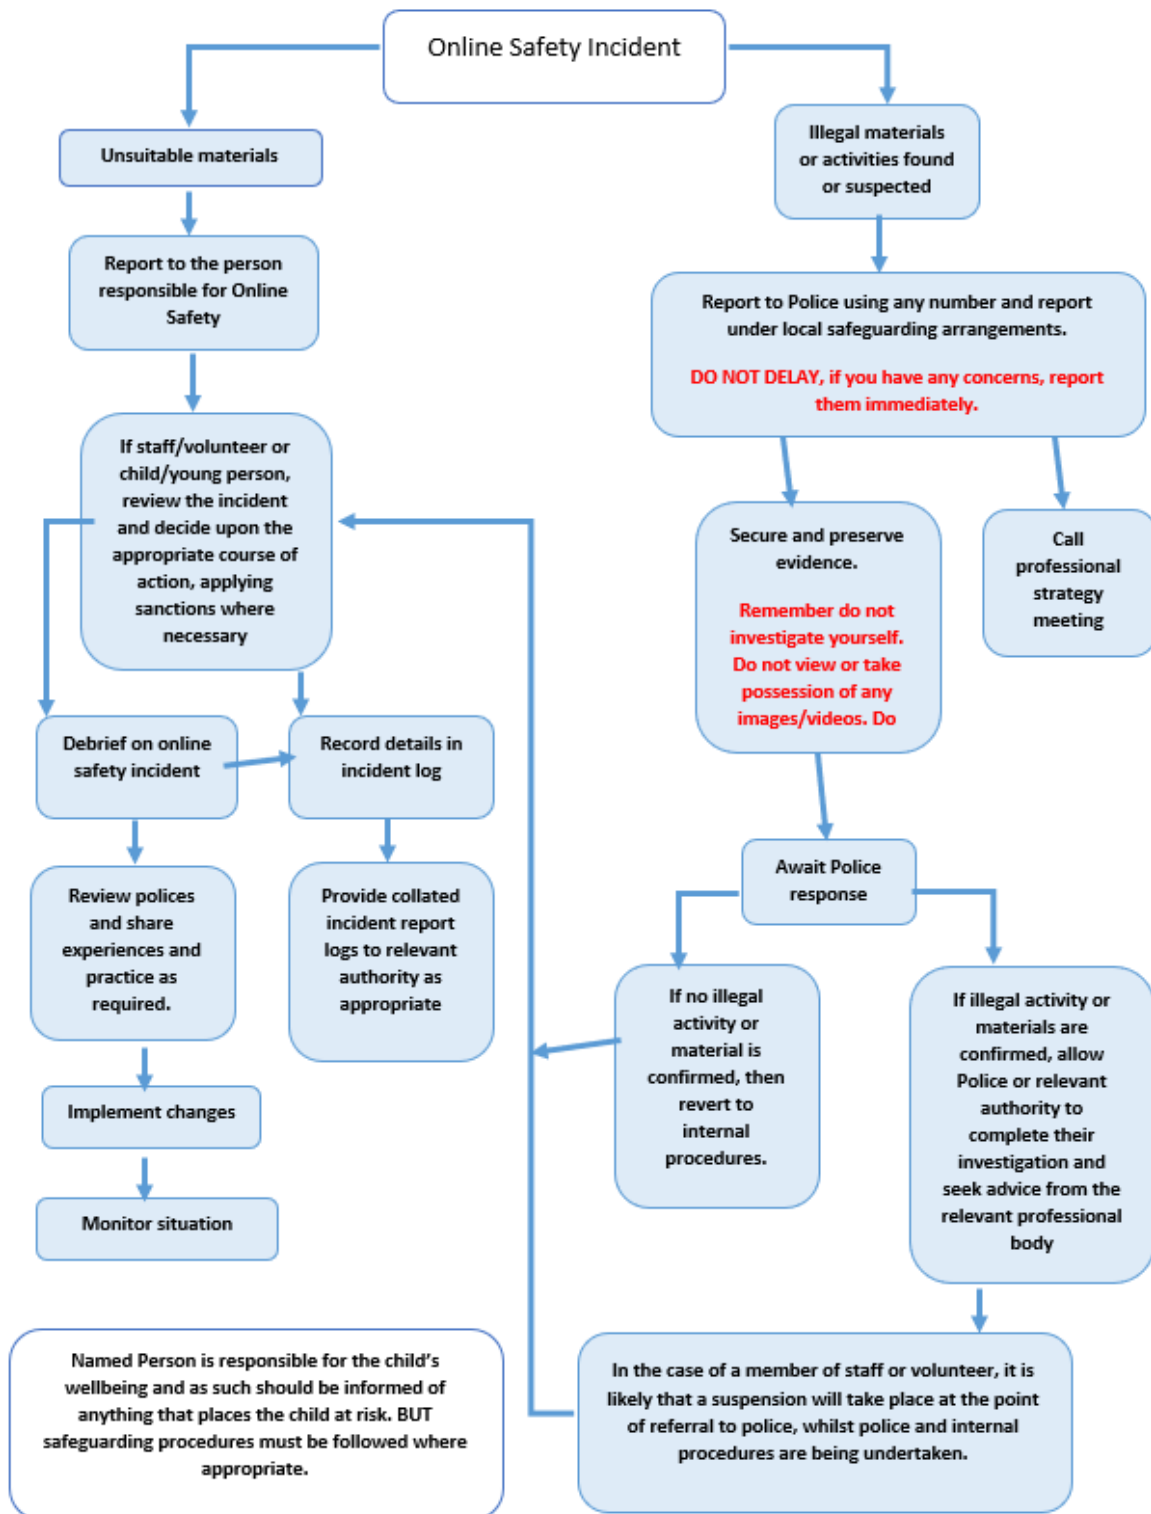 Online Safety Incident
Unsuitable materials
Report to the person
responsible for Online
Safety
If staff/volunteer or
child/young person,
review the incident
and decide upon the
appropriate course of
action, applying
sanctions where
necessary
Debrief on online
safety incident
Record details in
incident log
Review polices
and share
experiences and
practice as
required.
Provide collated
incident report
logs to relevant
authority as
appropriate
Implement changes
Monitor situation
Named Person is responsible for the child’s
wellbeing and as such should be informed of
anything that places the child at risk. BUT
safeguarding procedures must be followed where
appropriate.
Illegal materials
or activities found
or suspected
Report to Police using any number and report
under local safeguarding arrangements.
DO NOT DELAY, if you have any concerns, report
them immediately.
Secure and preserve
evidence.
Remember do not
investigate yourself.
Do not view or take
possession of any
images/videos. Do
Call
professional
strategy
meeting
Await Police
response
If no illegal
activity or
material is
confirmed, then
revert to
internal
procedures.
If illegal activity or
materials are
confirmed, allow
Police or relevant
authority to
complete their
investigation and
seek advice from the
relevant professional
body
In the case of a member of staff or volunteer, it is
likely that a suspension will take place at the point
of referral to police, whilst police and internal
procedures are being undertaken.